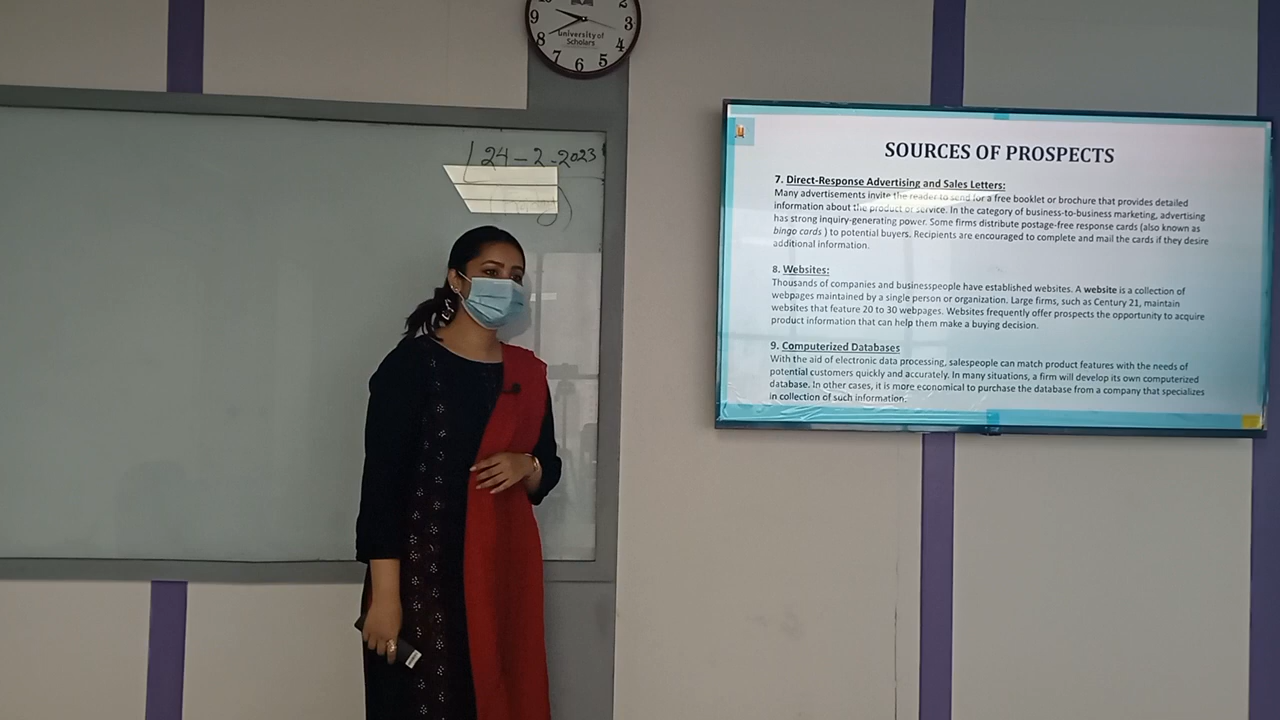 9
2
3
8
4
7
6
5
University of
Scholars
24-2-2023
SOURCES OF PROSPECTS
7. Direct-Response Advertising and Sales Letters:
Many advertisements invite the reader to send for a free booklet or brochure that provides detailed
information about the product or service. In the category of business-to-business marketing, advertising
has strong inquiry-generating power. Some firms distribute postage-free response cards (also known as
bingo cards ) to potential buyers. Recipients are encouraged to complete and mail the cards if they desire
additional information.
8. Websites:
Thousands of companies and businesspeople have established websites. A website is a collection of
webpages maintained by a single person or organization. Large firms, such as Century 21, maintain
websites that feature 20 to 30 webpages. Websites frequently offer prospects the opportunity to acquire
product information that can help them make a buying decision.
9. Computerized Databases
With the aid of electronic data processing, salespeople can match product features with the needs of
potential customers quickly and accurately. In many situations, a firm will develop its own computerized
database. In other cases, it is more economical to purchase the database from a company that specializes
in collection of such information.